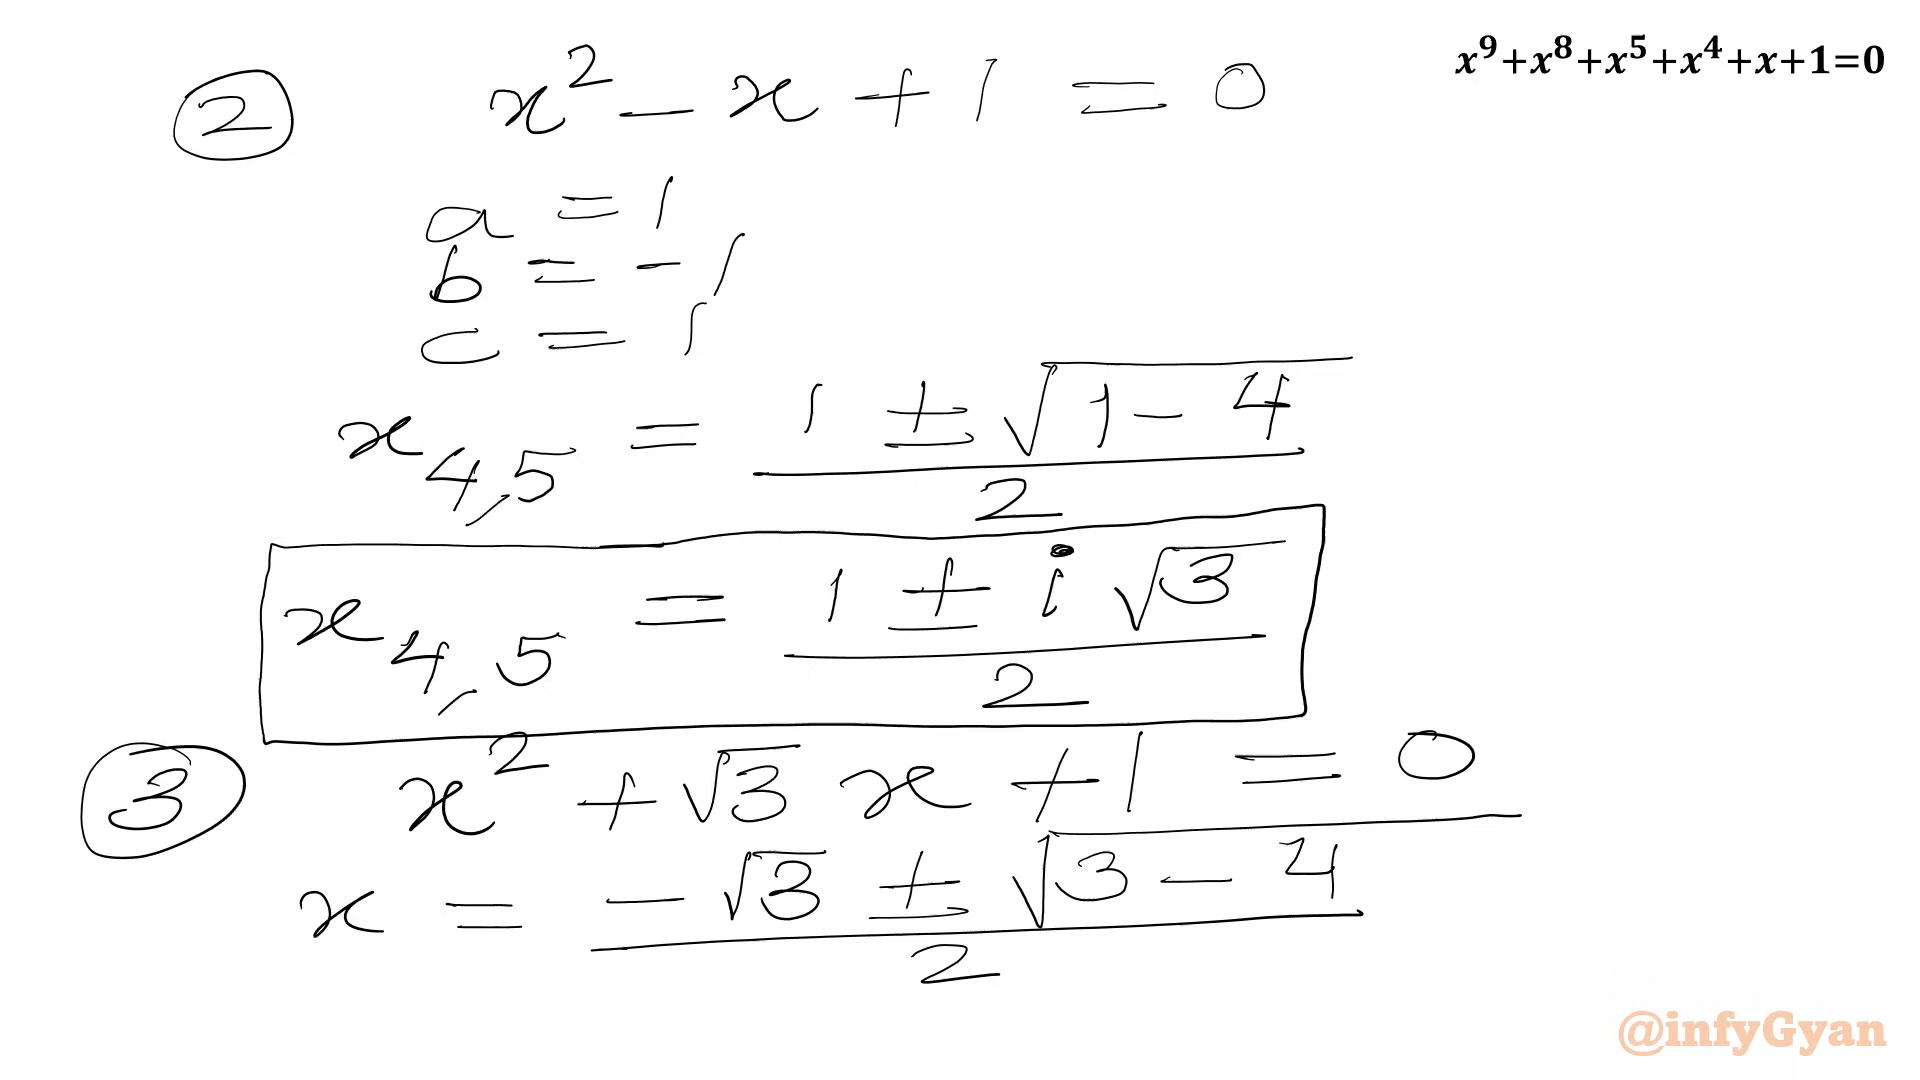 x⁹+x⁸+x⁵+x⁴+x+1=0
② x² - x + 1 = 0
a = 1
b = -1
c = 1
x₄,₅ = (1 ± √(1 - 4)) / 2
x₄,₅ = (1 ± i√3) / 2
③ x² + √3 x + 1 = 0
x = (-√3 ± √(3 - 4)) / 2
@infyGyan